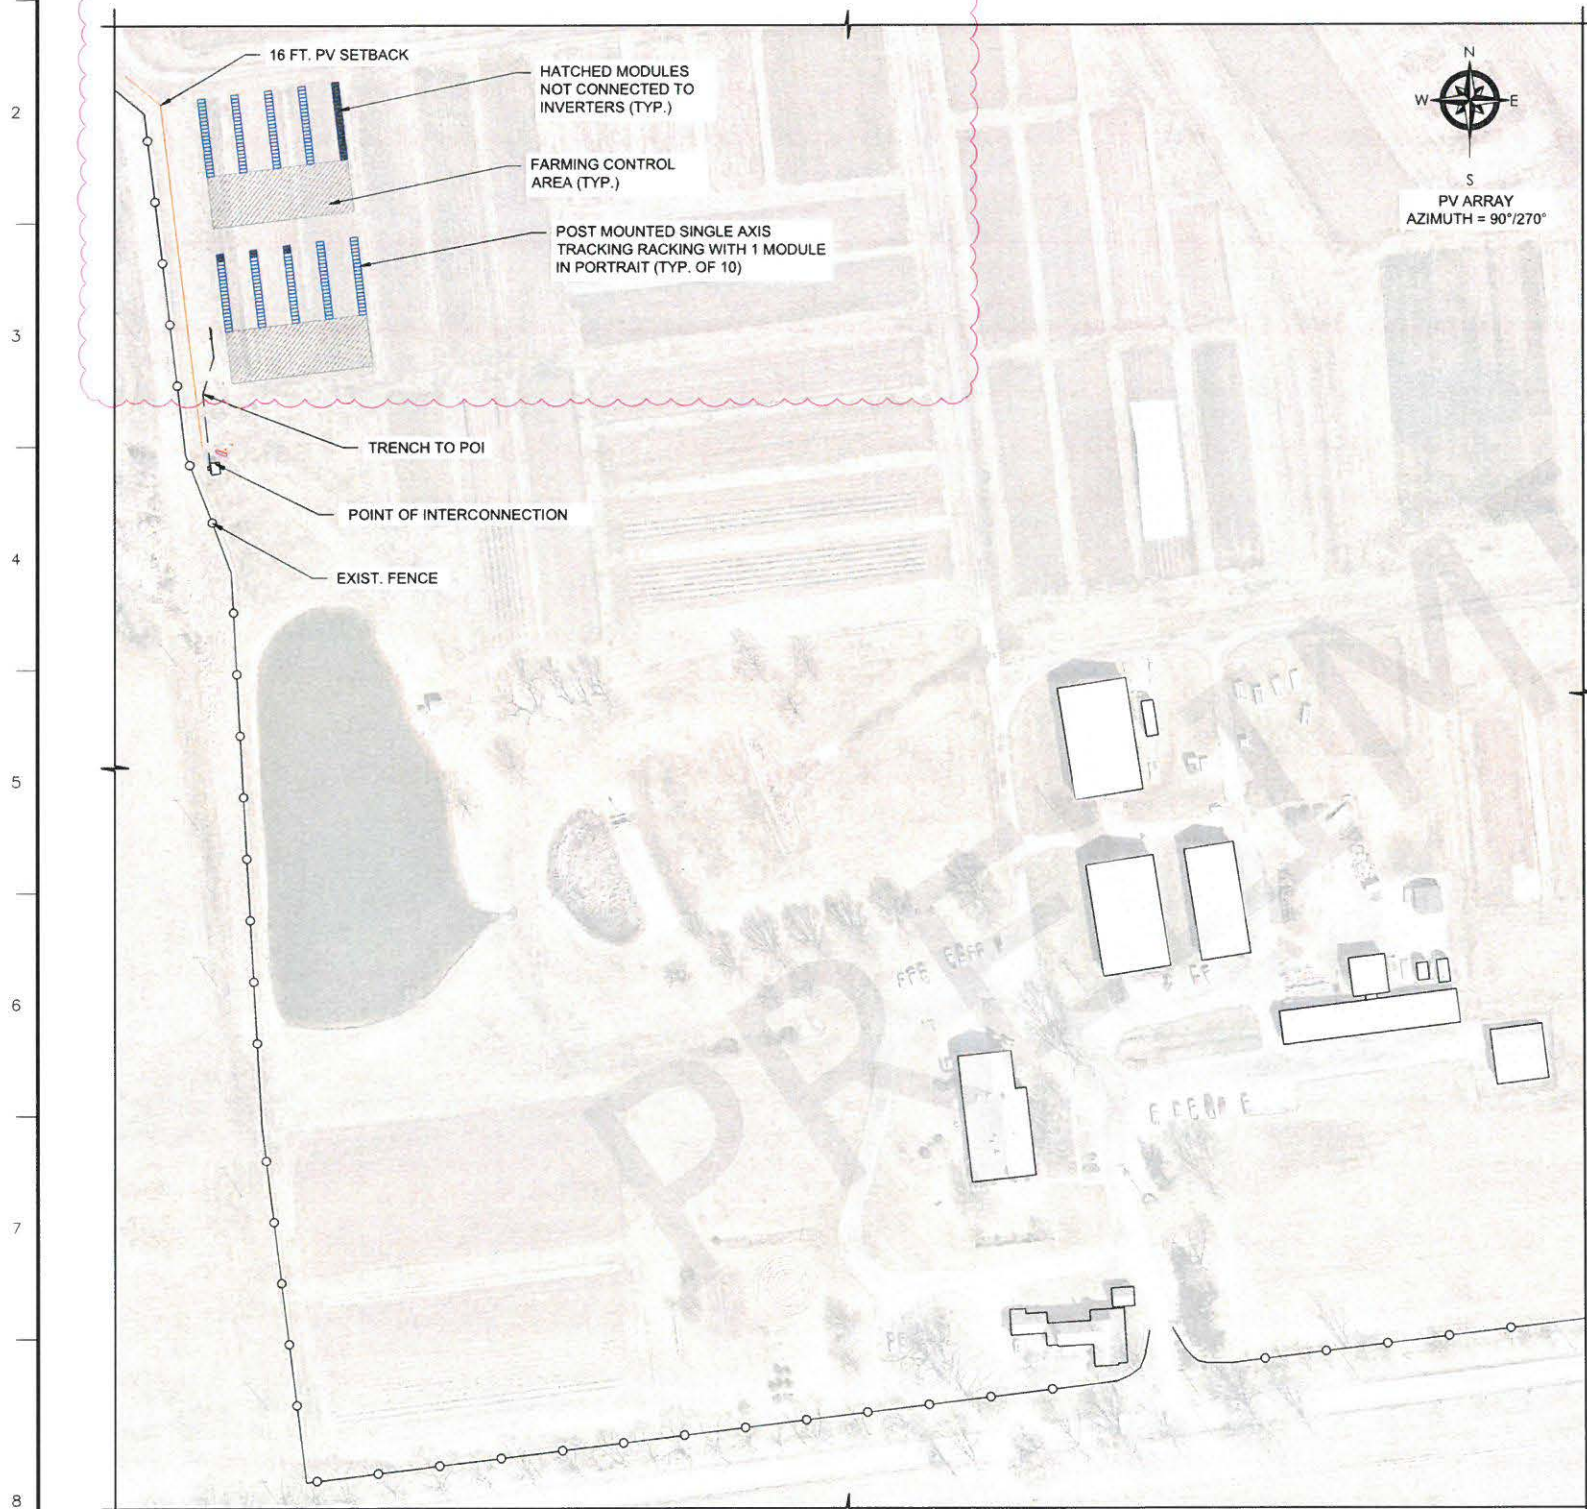 16 FT. PV SETBACK
HATCHED MODULES
NOT CONNECTED TO
INVERTERS (TYP.)
FARMING CONTROL
AREA (TYP.)
POST MOUNTED SINGLE AXIS
TRACKING RACKING WITH 1 MODULE
IN PORTRAIT (TYP. OF 10)
N
W
E
S
PV ARRAY
AZIMUTH = 90°/270°
TRENCH TO POI
POINT OF INTERCONNECTION
EXIST. FENCE
2
3
4
5
6
7
8